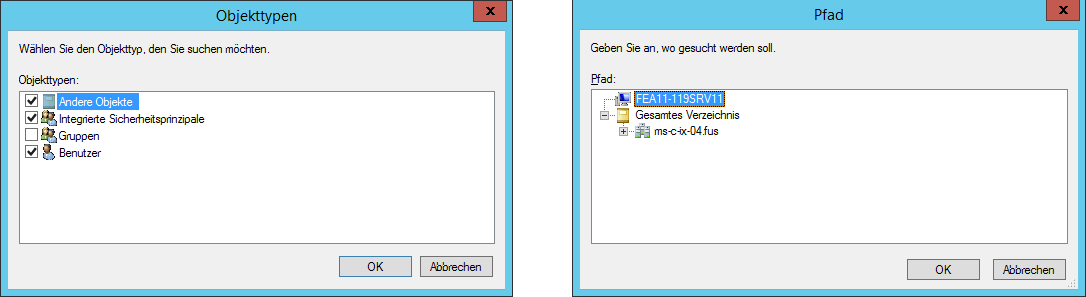 Objekttypen
x
Wählen Sie den Objekttyp, den Sie suchen möchten.
Objekttypen:
Andere Objekte
Integrierte Sicherheitsprinzipale
Gruppen
Benutzer
OK
Abbrechen
Pfad
x
Geben Sie an, wo gesucht werden soll.
Pfad:
FEA11-119SRV11
Gesamtes Verzeichnis
ms-c-ix-04.fus
OK
Abbrechen